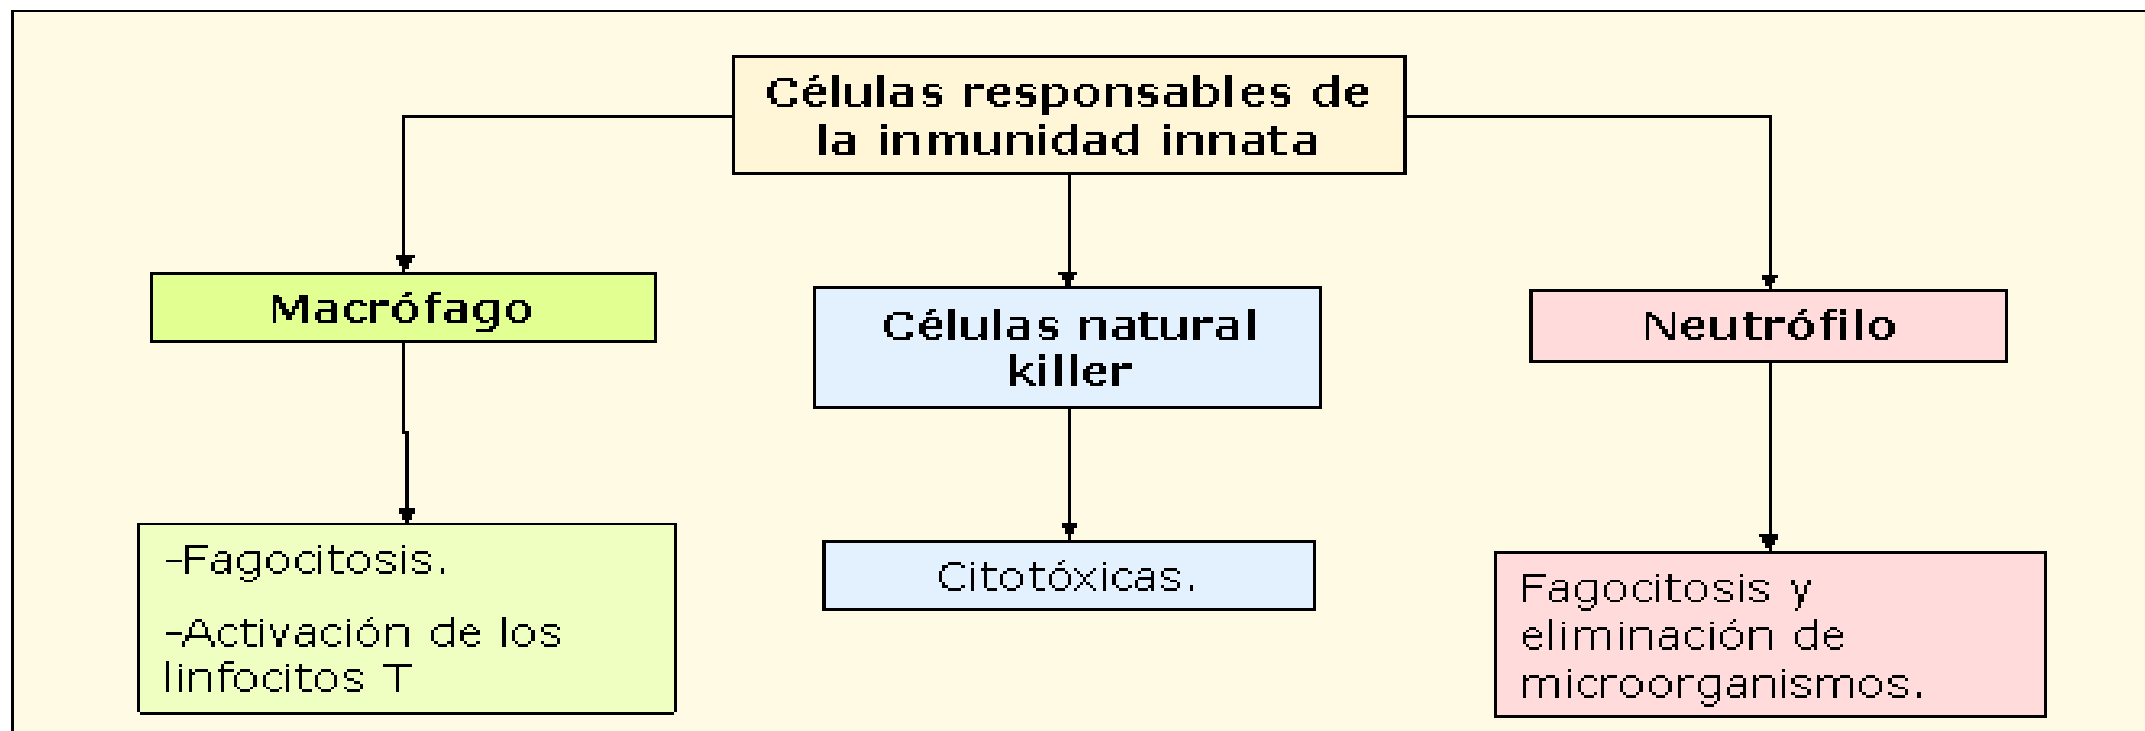 Células responsables de
la inmunidad innata
Macrófago
Células natural
killer
Neutrófilo
-Fagocitosis.
-Activación de los
linfocitos T
Citotóxicas.
Fagocitosis y
eliminación de
microorganismos.